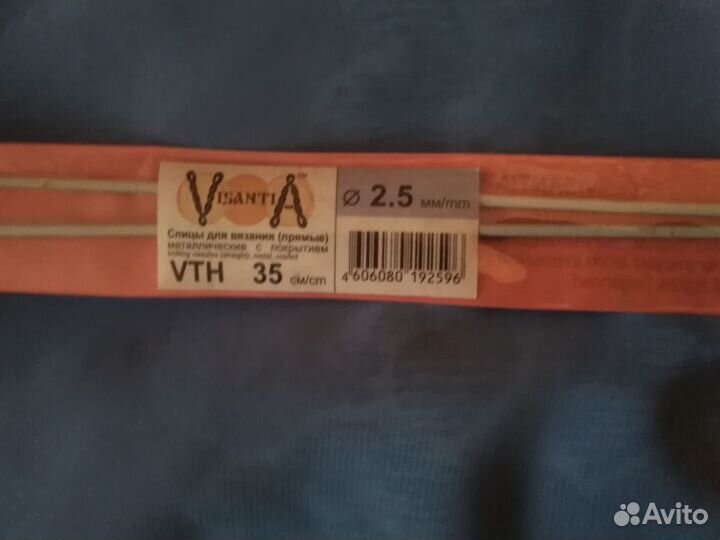 VISANTIA™
Ø 2.5 мм/mm
Спицы для вязания (прямые)
металлические с покрытием
knitting needles (straight), metal, coated
VTH 35 см/cm
4 606080 192596
VISANTIA
Avito